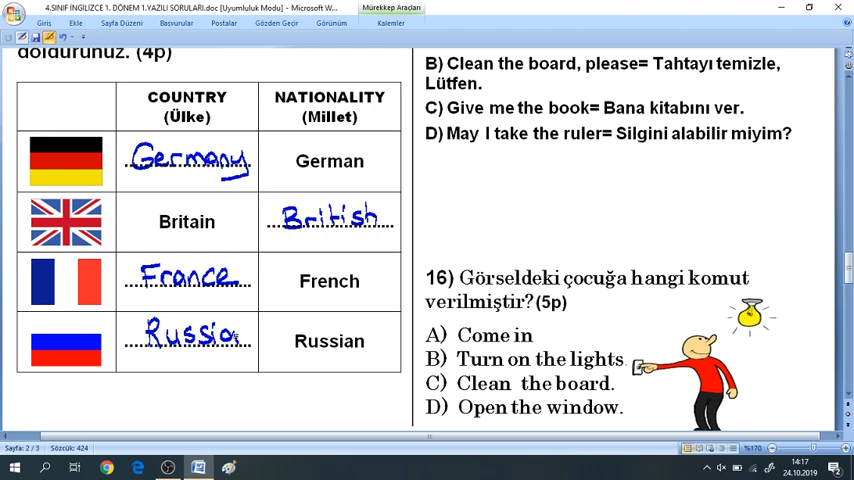 4.SINIF İNGİLİZCE 1. DÖNEM 1.YAZILI SORULARI.doc [Uyumluluk Modu] - Microsoft W...
Mürekkep Araçları
Giriş Ekle Sayfa Düzeni Başvurular Postalar Gözden Geçir Görünüm Kalemler
doldurunuz. (4p)
COUNTRY
(Ülke)
NATIONALITY
(Millet)
Germany German
Britain British
France French
Russia Russian
B) Clean the board, please= Tahtayı temizle,
Lütfen.
C) Give me the book= Bana kitabını ver.
D) May I take the ruler= Silgini alabilir miyim?
16) Görseldeki çocuğa hangi komut
verilmiştir?(5p)
A) Come in
B) Turn on the lights
C) Clean the board.
D) Open the window.
Sayfa: 2 / 3 Sözcük: 424 %170
14:17
24.10.2019
2